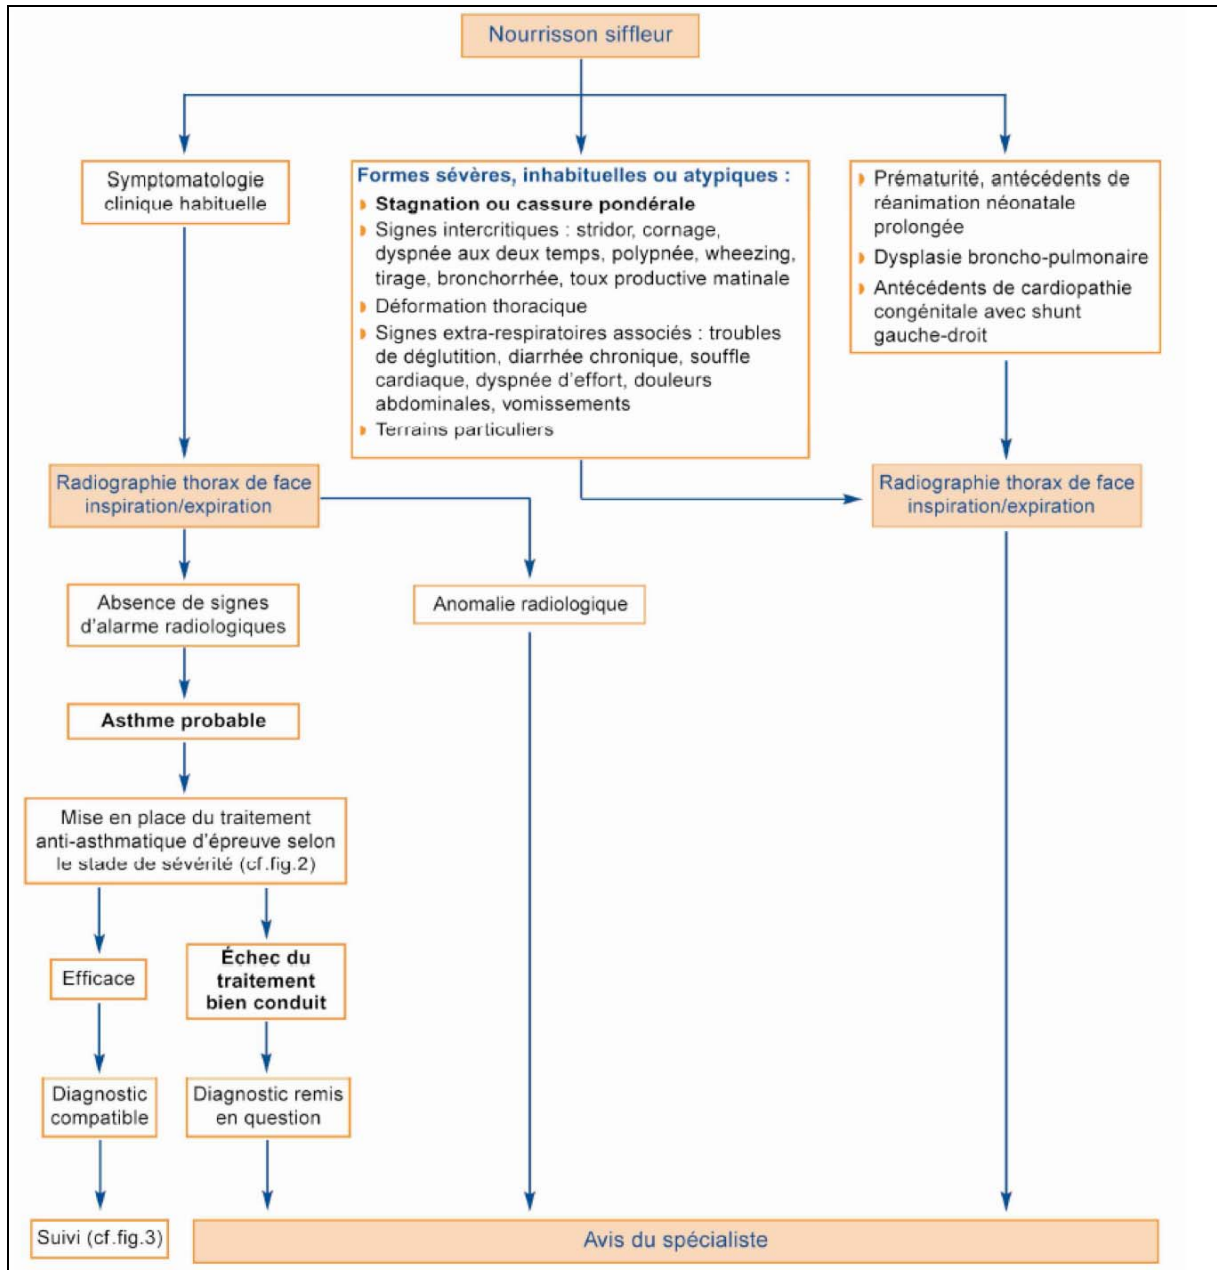 Nourrisson siffleur
Symptomatologie
clinique habituelle
Formes sévères, inhabituelles ou atypiques :
Stagnation ou cassure pondérale
Signes intercritiques : stridor, cornage,
dyspnée aux deux temps, polypnée, wheezing,
tirage, bronchorrhée, toux productive matinale
Déformation thoracique
Signes extra-respiratoires associés : troubles
de déglutition, diarrhée chronique, souffle
cardiaque, dyspnée d'effort, douleurs
abdominales, vomissements
Terrains particuliers
Prématurité, antécédents de
réanimation néonatale
prolongée
Dysplasie broncho-pulmonaire
Antécédents de cardiopathie
congénitale avec shunt
gauche-droit
Radiographie thorax de face
inspiration/expiration
Radiographie thorax de face
inspiration/expiration
Absence de signes
d'alarme radiologiques
Anomalie radiologique
Asthme probable
Mise en place du traitement
anti-asthmatique d'épreuve selon
le stade de sévérité (cf.fig.2)
Efficace
Échec du
traitement
bien conduit
Diagnostic
compatible
Diagnostic remis
en question
Suivi (cf.fig.3)
Avis du spécialiste